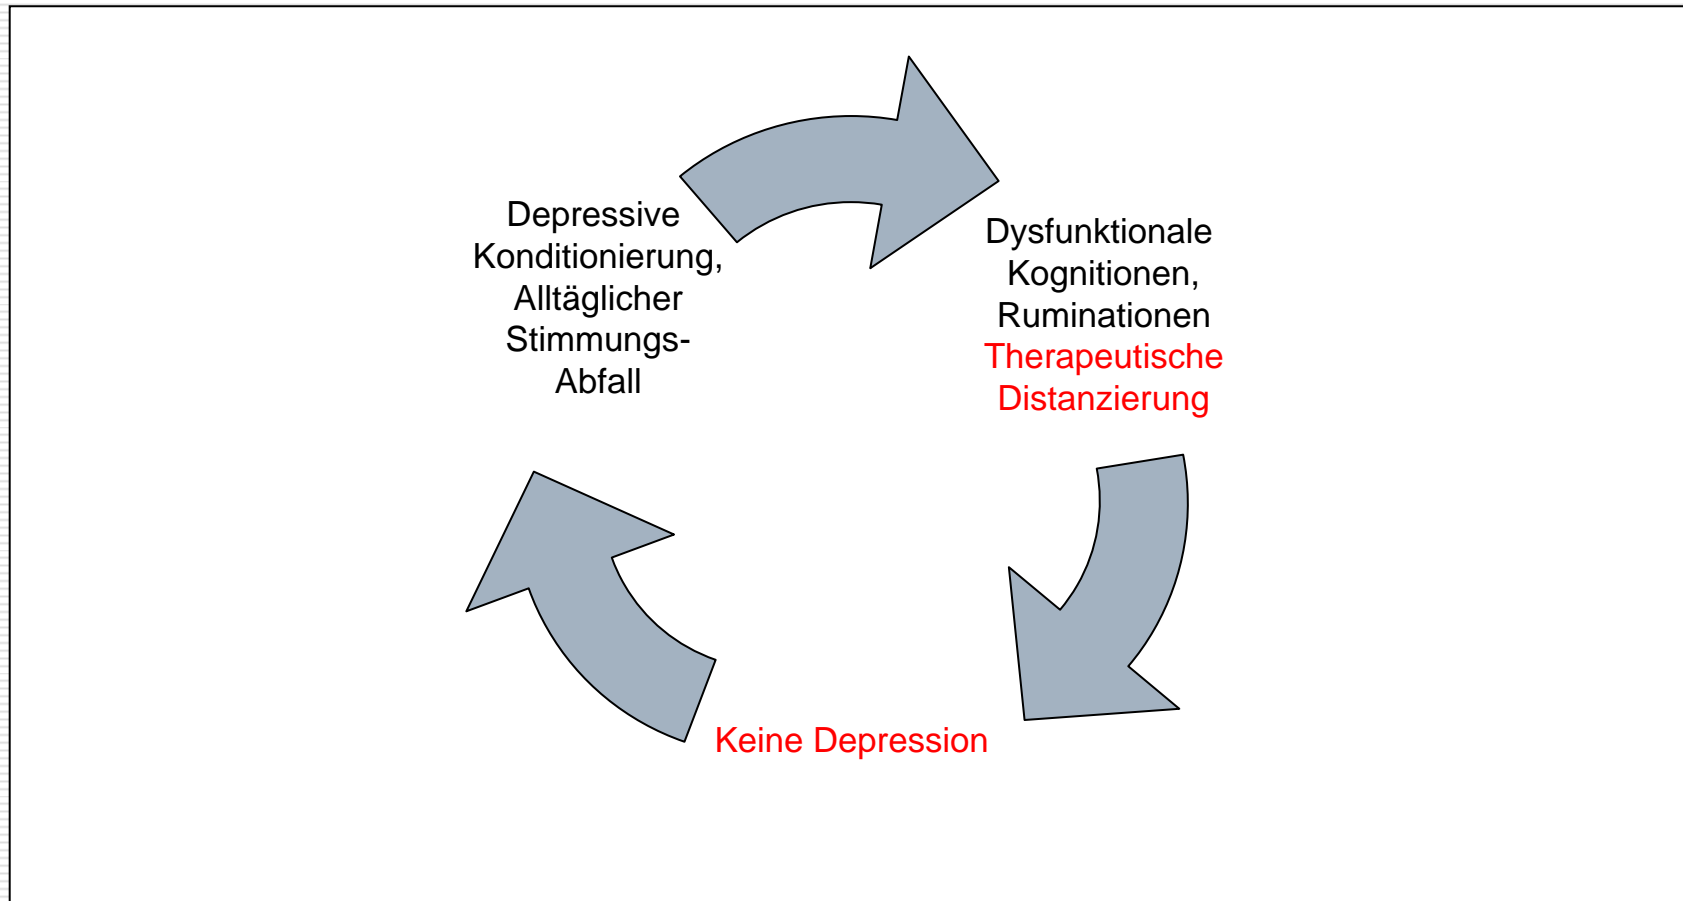 Depressive
Konditionierung,
Alltäglicher
Stimmungs-
Abfall
Dysfunktionale
Kognitionen,
Ruminationen
Therapeutische
Distanzierung
Keine Depression